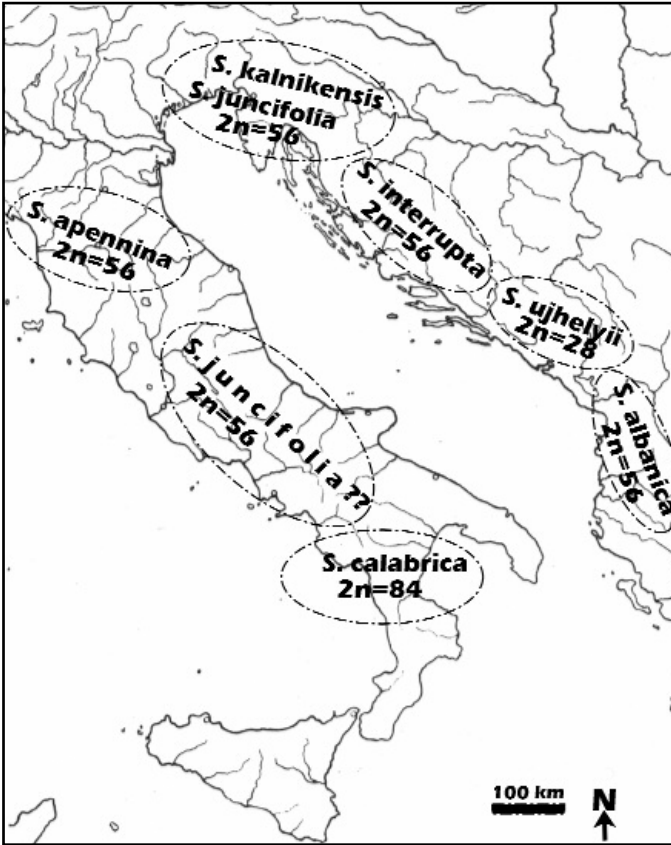 S. kalnikensis
S. juncifolia
2n=56
S. interrupta
2n=56
S. apennina
2n=56
S. ujhelyii
2n=28
S. juncifolia??
2n=56
S. albanica
2n=56
S. calabrica
2n=84
100 km
N